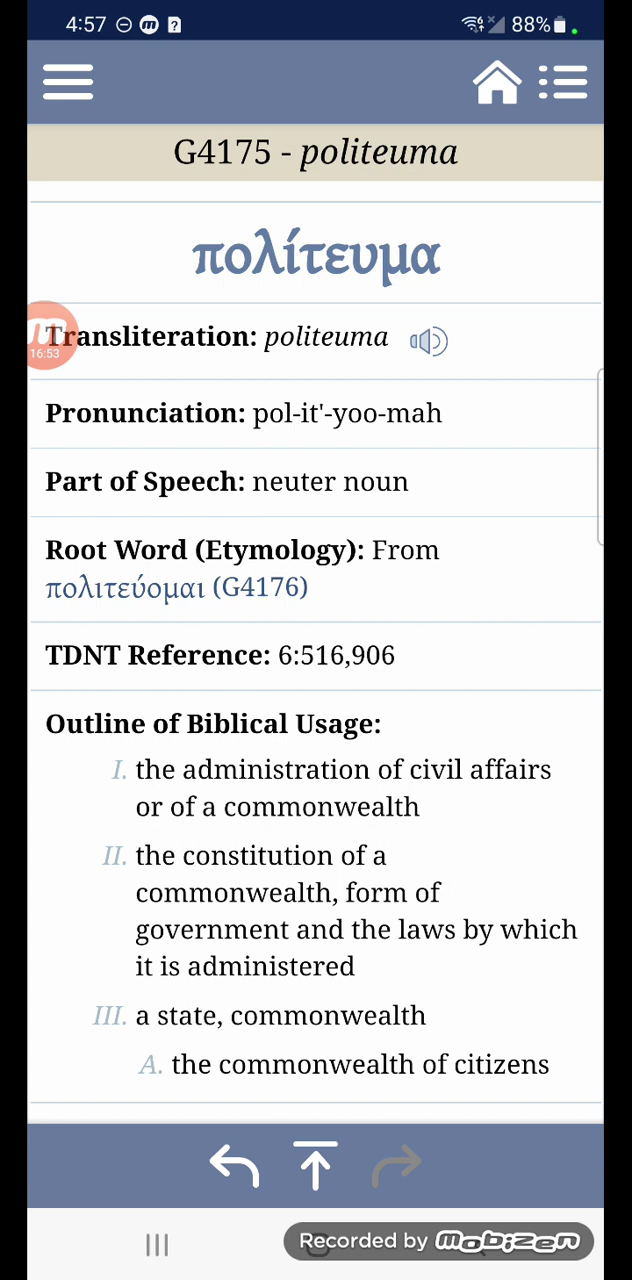 4:57 m ? 6 88%
G4175 - politeuma
πολίτευμα
Transliteration: politeuma
16:53
Pronunciation: pol-it'-yoo-mah
Part of Speech: neuter noun
Root Word (Etymology): From
πολιτεύομαι (G4176)
TDNT Reference: 6:516,906
Outline of Biblical Usage:
I. the administration of civil affairs
or of a commonwealth
II. the constitution of a
commonwealth, form of
government and the laws by which
it is administered
III. a state, commonwealth
A. the commonwealth of citizens
Recorded by mobizen